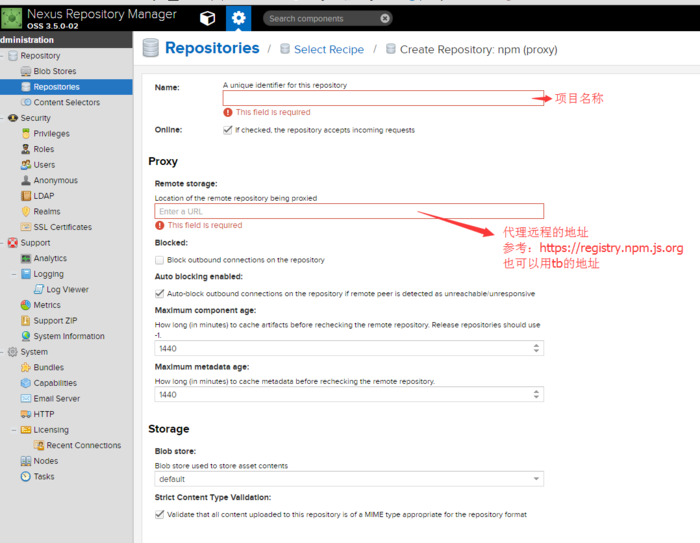 Nexus Repository Manager
OSS 3.5.0-02
Search components
dministration
Repositories / Select Recipe / Create Repository: npm (proxy)
Repository
Blob Stores
Repositories
Content Selectors
Security
Privileges
Roles
Users
Anonymous
LDAP
Realms
SSL Certificates
Support
Analytics
Logging
Log Viewer
Metrics
Support ZIP
System Information
System
Bundles
Capabilities
Email Server
HTTP
Licensing
Recent Connections
Nodes
Tasks
Name:
A unique identifier for this repository
项目名称
This field is required
Online:
If checked, the repository accepts incoming requests
Proxy
Remote storage:
Location of the remote repository being proxied
Enter a URL
This field is required
代理远程的地址
参考：https://registry.npm.js.org
也可以用tb的地址
Blocked:
Block outbound connections on the repository
Auto blocking enabled:
Auto-block outbound connections on the repository if remote peer is detected as unreachable/unresponsive
Maximum component age:
How long (in minutes) to cache artifacts before rechecking the remote repository. Release repositories should use
-1.
1440
Maximum metadata age:
How long (in minutes) to cache metadata before rechecking the remote repository.
1440
Storage
Blob store:
Blob store used to store asset contents
default
Strict Content Type Validation:
Validate that all content uploaded to this repository is of a MIME type appropriate for the repository format